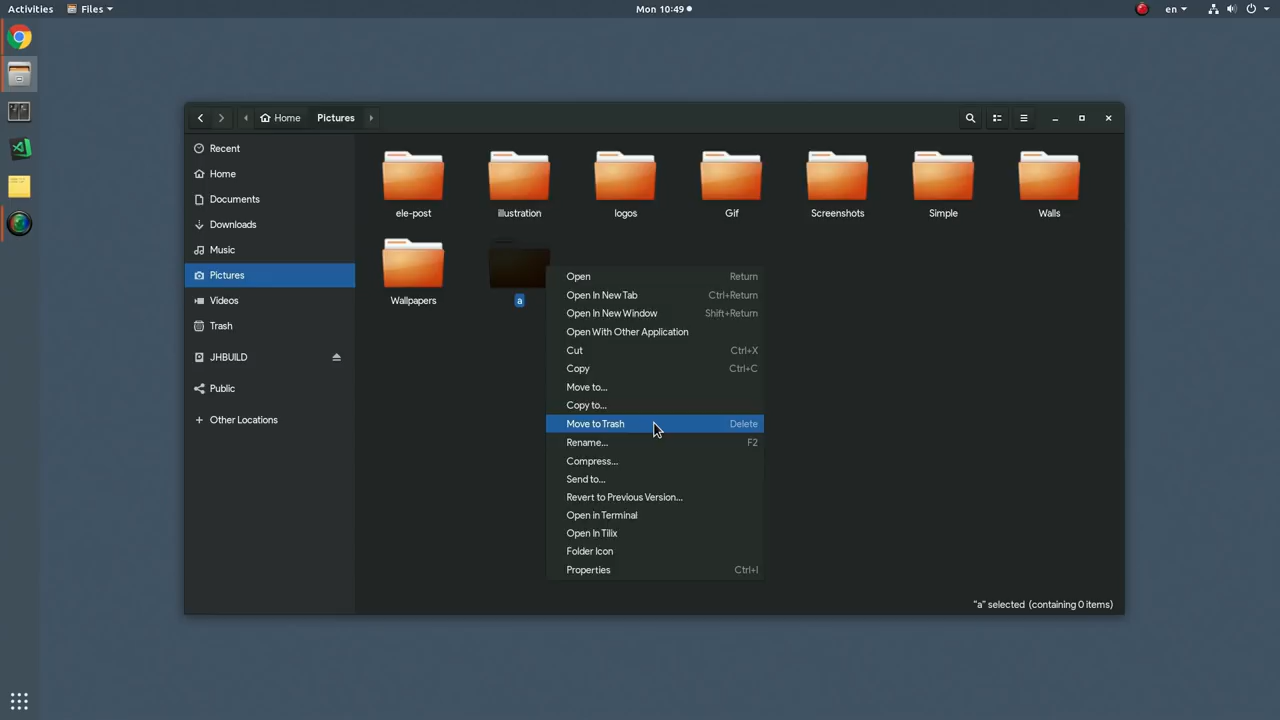 Activities Files Mon 10:49 en
Home Pictures
Recent
Home
Documents
Downloads
Music
Pictures
Videos
Trash
JHBUILD
Public
Other Locations
ele-post illustration logos Gif Screenshots Simple Walls
Wallpapers a
Open Return
Open In New Tab Ctrl+Return
Open In New Window Shift+Return
Open With Other Application
Cut Ctrl+X
Copy Ctrl+C
Move to...
Copy to...
Move to Trash Delete
Rename... F2
Compress...
Send to...
Revert to Previous Version...
Open in Terminal
Open In Tilix
Folder Icon
Properties Ctrl+I
"a" selected (containing 0 items)